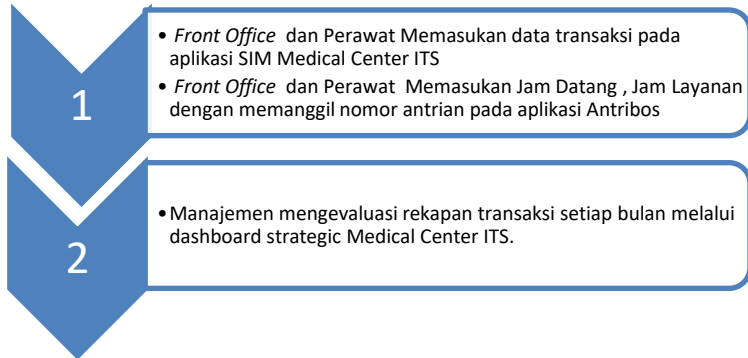 1
• Front Office dan Perawat Memasukan data transaksi pada
aplikasi SIM Medical Center ITS
• Front Office dan Perawat Memasukan Jam Datang , Jam Layanan
dengan memanggil nomor antrian pada aplikasi Antribos
2
•Manajemen mengevaluasi rekapan transaksi setiap bulan melalui
dashboard strategic Medical Center ITS.